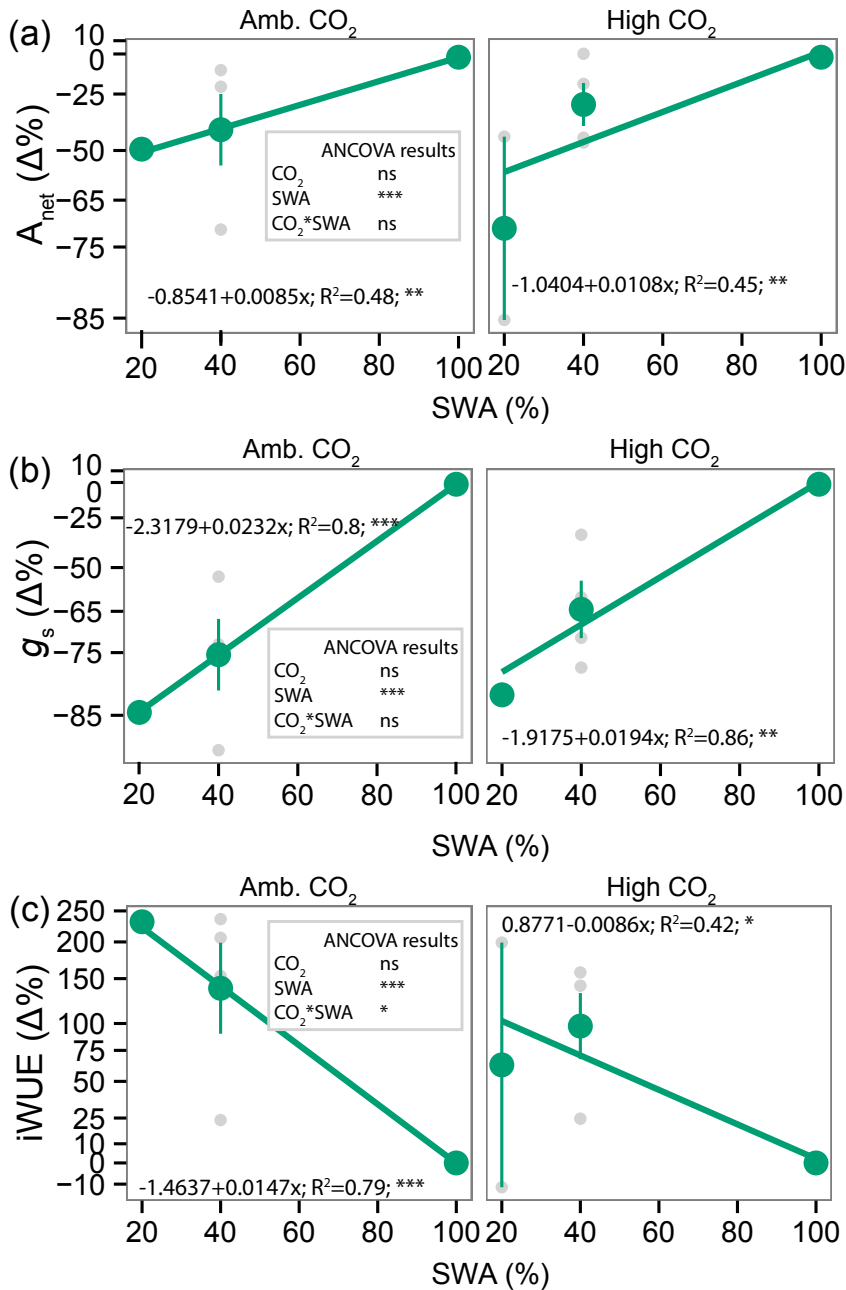 (a)
Amb. CO₂
High CO₂
A_net (Δ%)
10
0
−25
−50
−65
−75
−85
ANCOVA results
CO₂ ns
SWA ***
CO₂*SWA ns
-0.8541+0.0085x; R²=0.48; **
-1.0404+0.0108x; R²=0.45; **
20 40 60 80 100
20 40 60 80 100
SWA (%)
(b)
Amb. CO₂
High CO₂
g_s (Δ%)
10
0
−25
−50
−65
−75
−85
-2.3179+0.0232x; R²=0.8; ***
ANCOVA results
CO₂ ns
SWA ***
CO₂*SWA ns
-1.9175+0.0194x; R²=0.86; **
20 40 60 80 100
20 40 60 80 100
SWA (%)
(c)
Amb. CO₂
High CO₂
iWUE (Δ%)
250
200
150
100
75
50
25
10
0
−10
ANCOVA results
CO₂ ns
SWA ***
CO₂*SWA *
-1.4637+0.0147x; R²=0.79; ***
0.8771-0.0086x; R²=0.42; *
20 40 60 80 100
20 40 60 80 100
SWA (%)